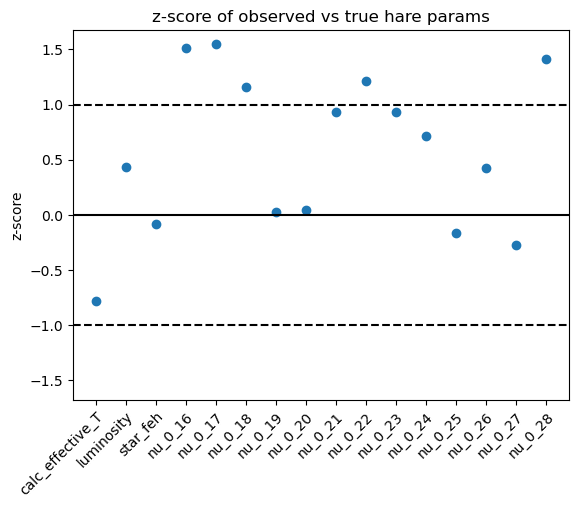 z-score of observed vs true hare params
z-score
1.5
1.0
0.5
0.0
−0.5
−1.0
−1.5
calc_effective_T
luminosity
star_feh
nu_0_16
nu_0_17
nu_0_18
nu_0_19
nu_0_20
nu_0_21
nu_0_22
nu_0_23
nu_0_24
nu_0_25
nu_0_26
nu_0_27
nu_0_28